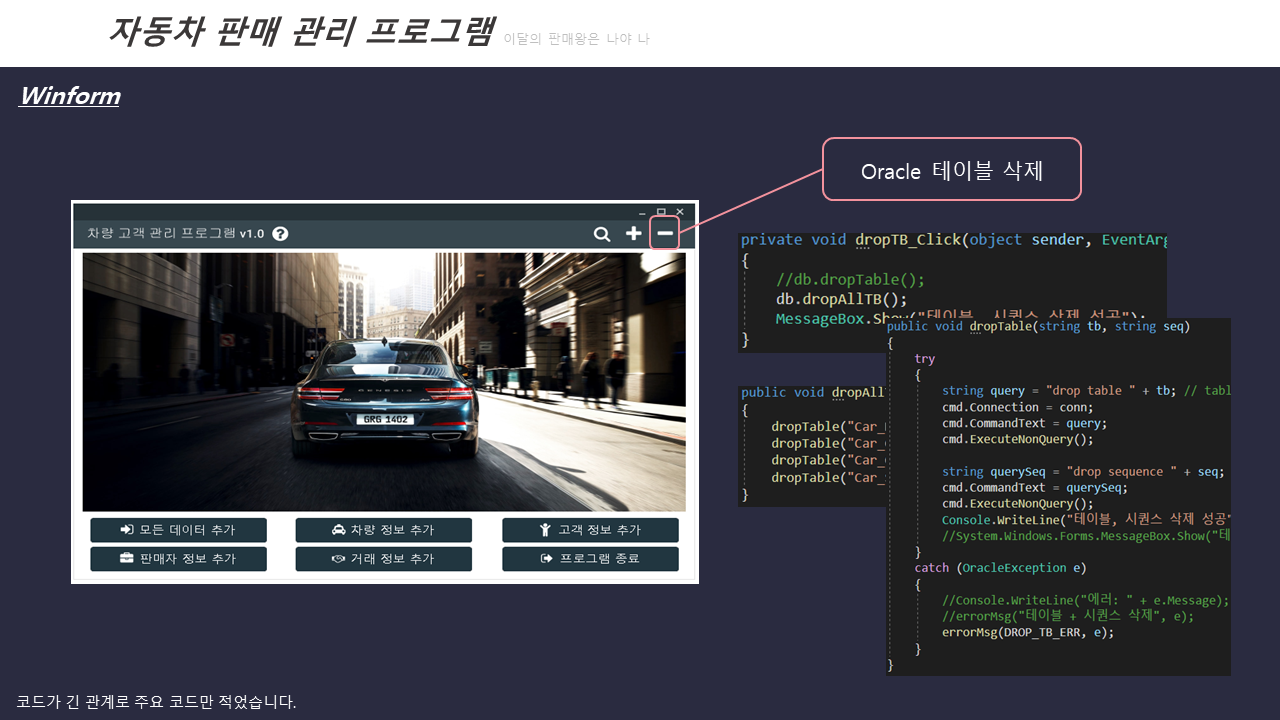 자동차 판매 관리 프로그램 이달의 판매왕은 나야 나
Winform
Oracle 테이블 삭제
차량 고객 관리 프로그램 v1.0
GENESIS
GRG 1402
모든 데이터 추가
차량 정보 추가
고객 정보 추가
판매자 정보 추가
거래 정보 추가
프로그램 종료
private void dropTB_Click(object sender, EventArg
{
//db.dropTable();
db.dropAllTB();
MessageBox.Show("테이블, 시퀀스 삭제 성공");
}
public void dropAll
{
dropTable("Car_
dropTable("Car_
dropTable("Car_
dropTable("Car_
}
public void dropTable(string tb, string seq)
{
try
{
string query = "drop table " + tb; // tabl
cmd.Connection = conn;
cmd.CommandText = query;
cmd.ExecuteNonQuery();
string querySeq = "drop sequence " + seq;
cmd.CommandText = querySeq;
cmd.ExecuteNonQuery();
Console.WriteLine("테이블, 시퀀스 삭제 성공"
//System.Windows.Forms.MessageBox.Show("테
}
catch (OracleException e)
{
//Console.WriteLine("에러: " + e.Message);
//errorMsg("테이블 + 시퀀스 삭제", e);
errorMsg(DROP_TB_ERR, e);
}
}
코드가 긴 관계로 주요 코드만 적었습니다.